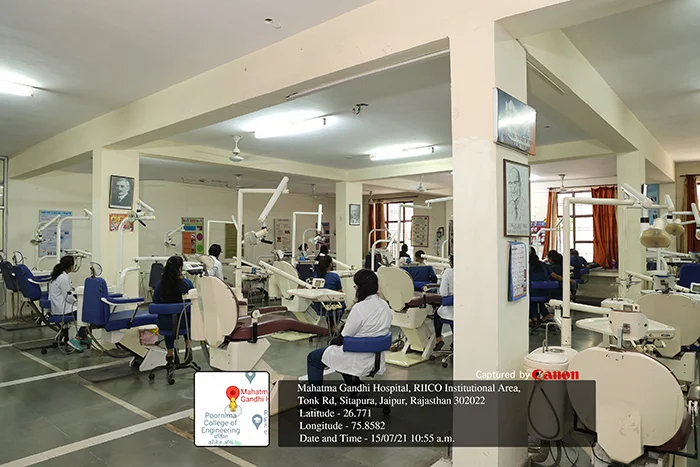 Captured by Canon
Mahatma Gandhi Hospital, RIICO Institutional Area,
Tonk Rd, Sitapura, Jaipur, Rajasthan 302022
Latitude - 26.771
Longitude - 75.8582
Date and Time - 15/07/21 10:55 a.m.
Mahatma
Gandhi H
Poornima
College of
Engineering